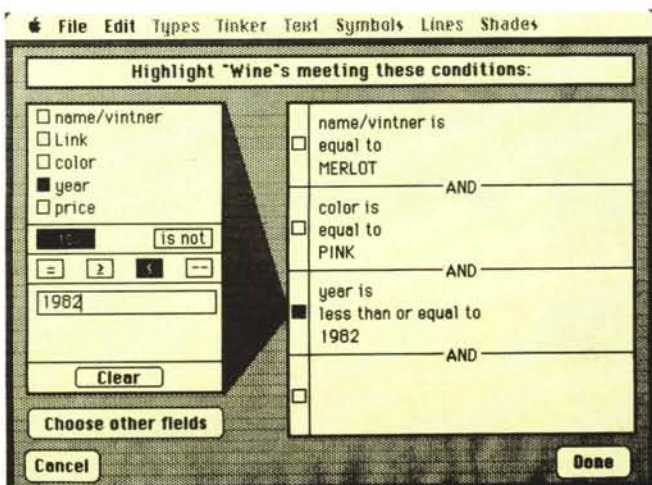 File Edit Types Tinker Text Symbols Lines Shades
Highlight "Wine"s meeting these conditions:
name/vintner
Link
color
year
price
is not
= ≥ --
1982
Clear
Choose other fields
Cancel
name/vintner is
equal to
MERLOT
AND
color is
equal to
PINK
AND
year is
less than or equal to
1982
AND
Done